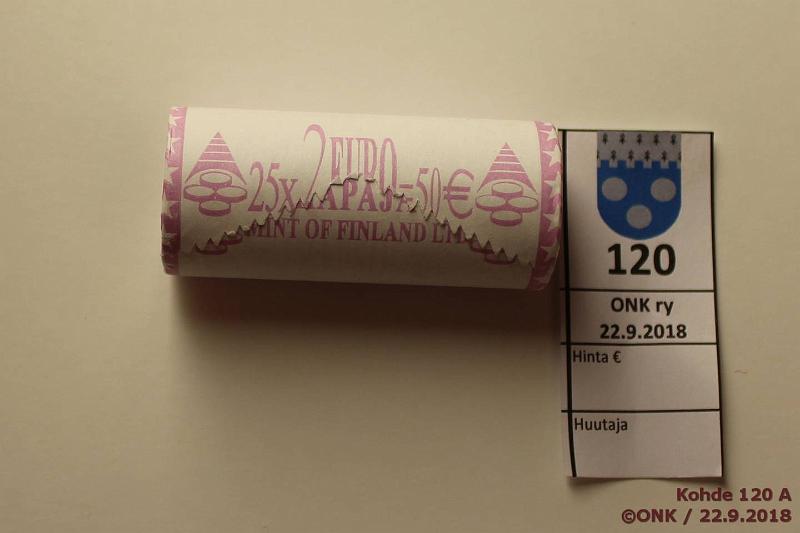 25x 2 EURO =50€
MINT OF FINLAND
120
ONK ry
22.9.2018
Hinta €
Huutaja
Kohde 120 A
©ONK / 22.9.2018